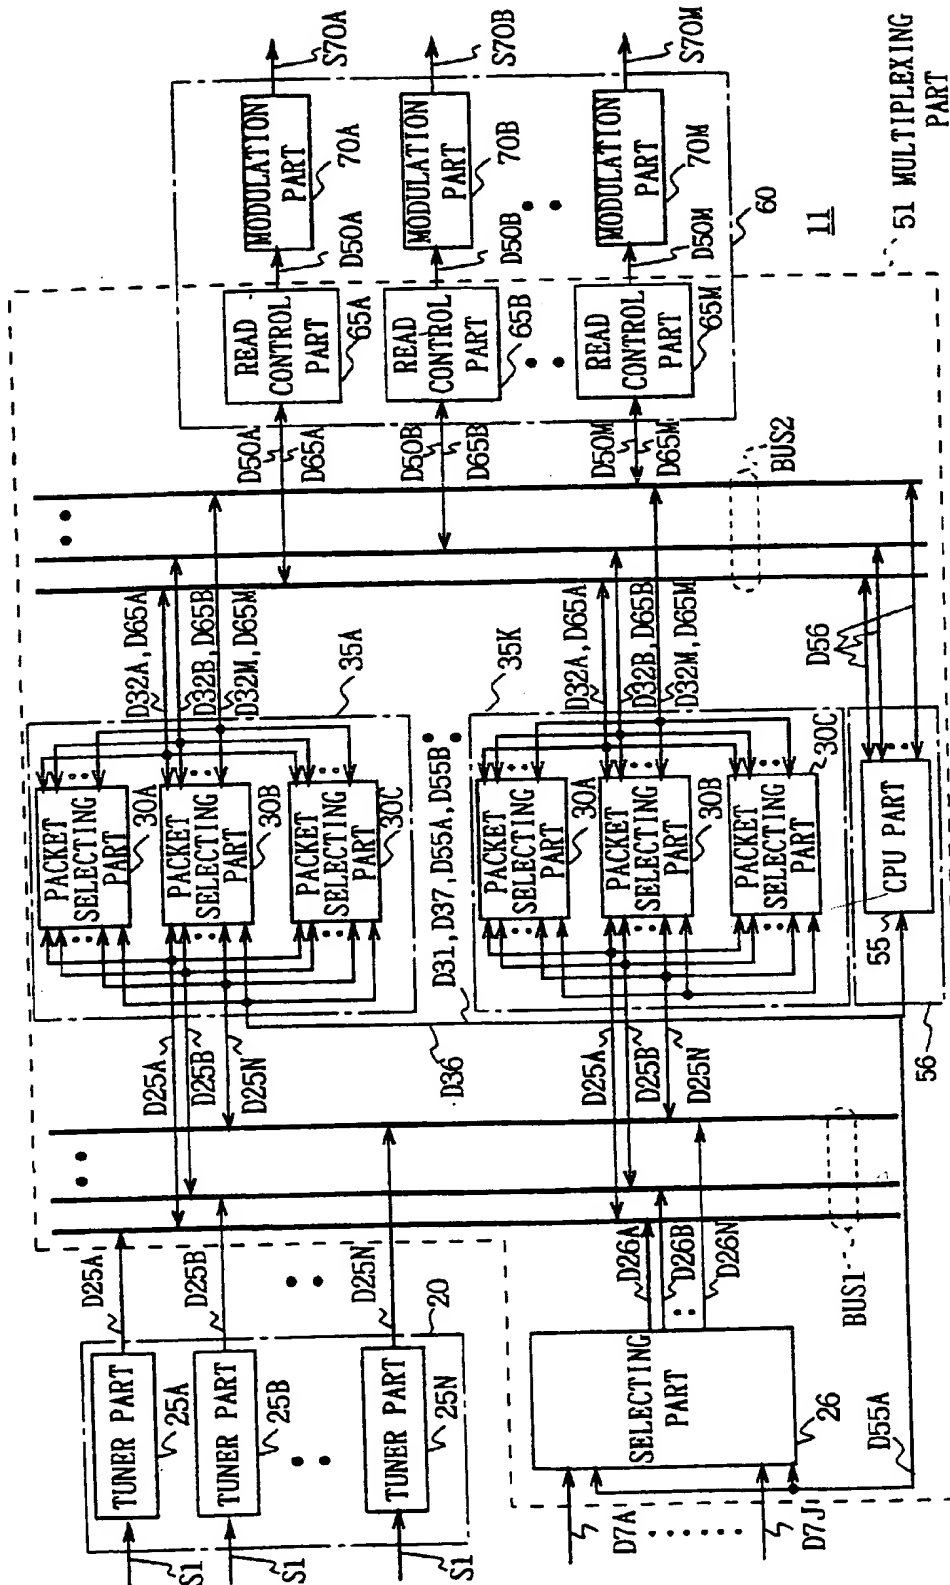 S1
S1
S1
TUNER PART
25A
TUNER PART
25B
TUNER PART
25N
20
D25A
D25B
D25N
D7A
D7J
SELECTING
PART
26
D55A
D26A
D26B
D26N
BUS1
D25A
D25B
D25N
D36
D25A
D25B
D25N
D31, D37, D55A, D55B
PACKET
SELECTING
PART
30A
PACKET
SELECTING
PART
30B
PACKET
SELECTING
PART
30C
35A
PACKET
SELECTING
PART
30A
PACKET
SELECTING
PART
30B
PACKET
SELECTING
PART
30C
35K
CPU PART
CPU PART
55
56
D32A, D65A
D32B, D65B
D32M, D65M
D32A, D65A
D32B, D65B
D32M, D65M
D56
BUS2
D50A
D65A
D50B
D65B
D50M
D65M
READ
CONTROL
PART
65A
READ
CONTROL
PART
65B
READ
CONTROL
PART
65M
D50A
D50B
D50M
MODULATION
PART
70A
MODULATION
PART
70B
MODULATION
PART
70M
60
S70A
S70B
S70M
11
51 MULTIPLEXING
PART